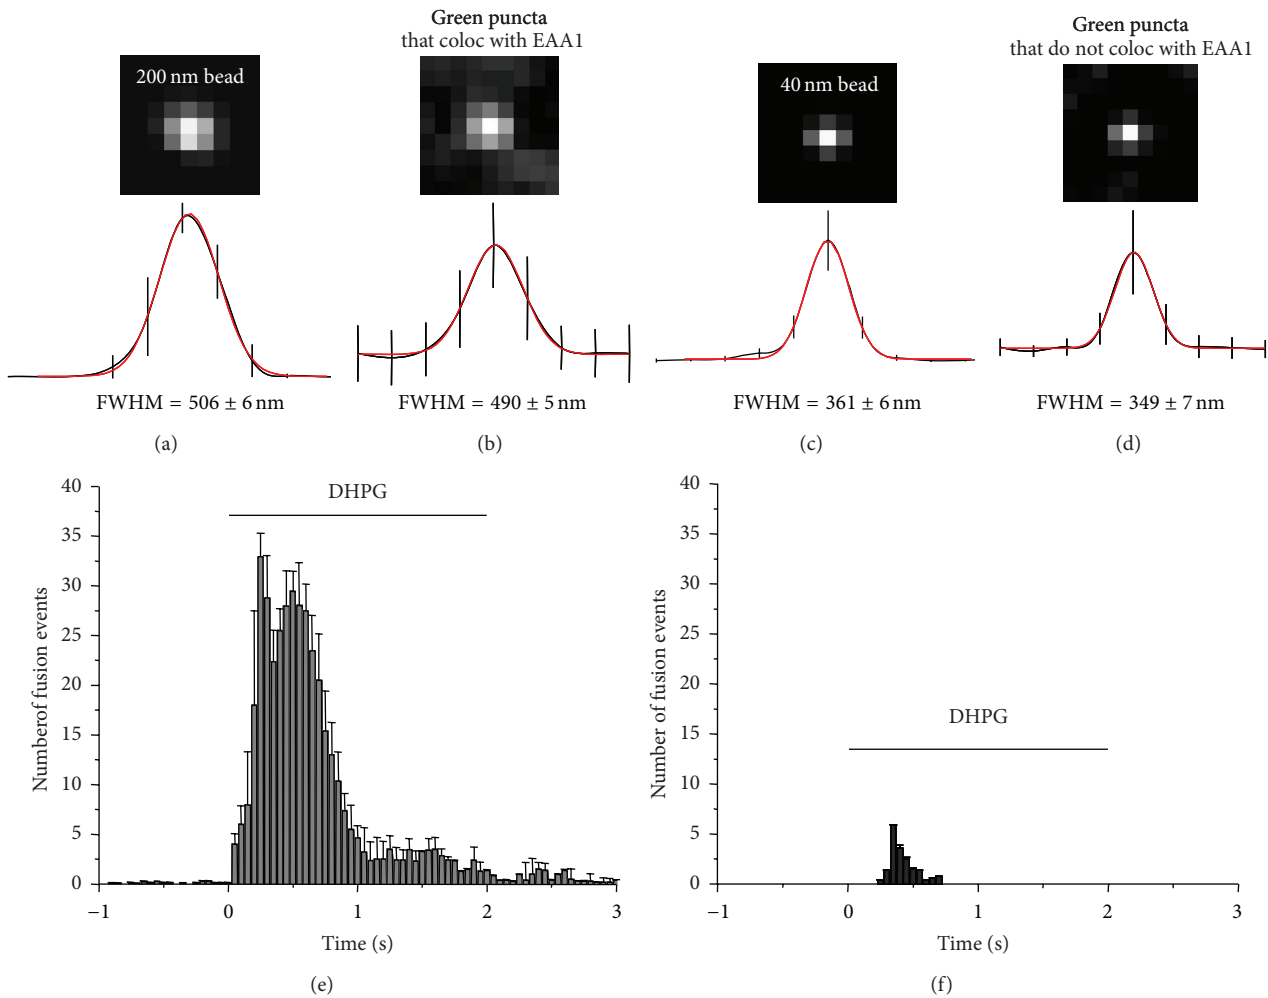 Green puncta
that coloc with EAA1
Green puncta
that do not coloc with EAA1
200 nm bead
40 nm bead
FWHM = 506 ± 6 nm
FWHM = 490 ± 5 nm
FWHM = 361 ± 6 nm
FWHM = 349 ± 7 nm
(a)
(b)
(c)
(d)
40
35
30
25
20
15
10
5
0
Numberof fusion events
DHPG
−1
0
1
2
3
Time (s)
(e)
40
35
30
25
20
15
10
5
0
Number of fusion events
DHPG
−1
0
1
2
3
Time (s)
(f)